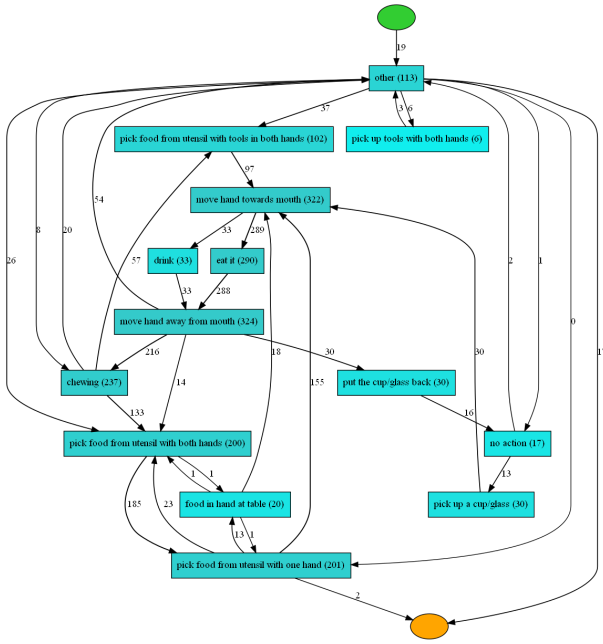 19
other (113)
37
3
6
pick food from utensil with tools in both hands (102)
pick up tools with both hands (6)
97
move hand towards mouth (322)
54
33
289
26
8
20
57
drink (33)
eat it (290)
2
1
0
33
288
move hand away from mouth (324)
216
14
30
18
155
30
chewing (237)
put the cup/glass back (30)
133
16
pick food from utensil with both hands (200)
no action (17)
1
1
13
185
23
food in hand at table (20)
pick up a cup/glass (30)
13
1
pick food from utensil with one hand (201)
2